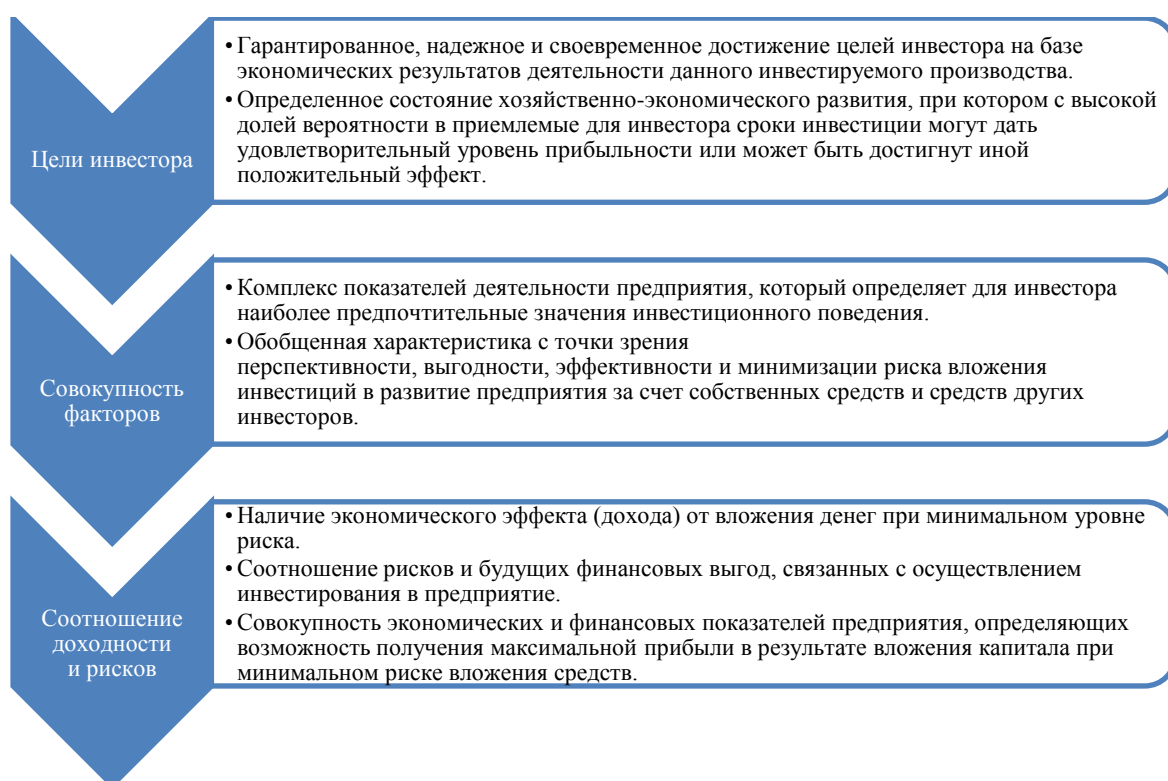 Цели инвестора
• Гарантированное, надежное и своевременное достижение целей инвестора на базе
экономических результатов деятельности данного инвестируемого производства.
• Определенное состояние хозяйственно-экономического развития, при котором с высокой
долей вероятности в приемлемые для инвестора сроки инвестиции могут дать
удовлетворительный уровень прибыльности или может быть достигнут иной
положительный эффект.
Совокупность
факторов
• Комплекс показателей деятельности предприятия, который определяет для инвестора
наиболее предпочтительные значения инвестиционного поведения.
• Обобщенная характеристика с точки зрения
перспективности, выгодности, эффективности и минимизации риска вложения
инвестиций в развитие предприятия за счет собственных средств и средств других
инвесторов.
Соотношение
доходности
и рисков
• Наличие экономического эффекта (дохода) от вложения денег при минимальном уровне
риска.
• Соотношение рисков и будущих финансовых выгод, связанных с осуществлением
инвестирования в предприятие.
• Совокупность экономических и финансовых показателей предприятия, определяющих
возможность получения максимальной прибыли в результате вложения капитала при
минимальном риске вложения средств.